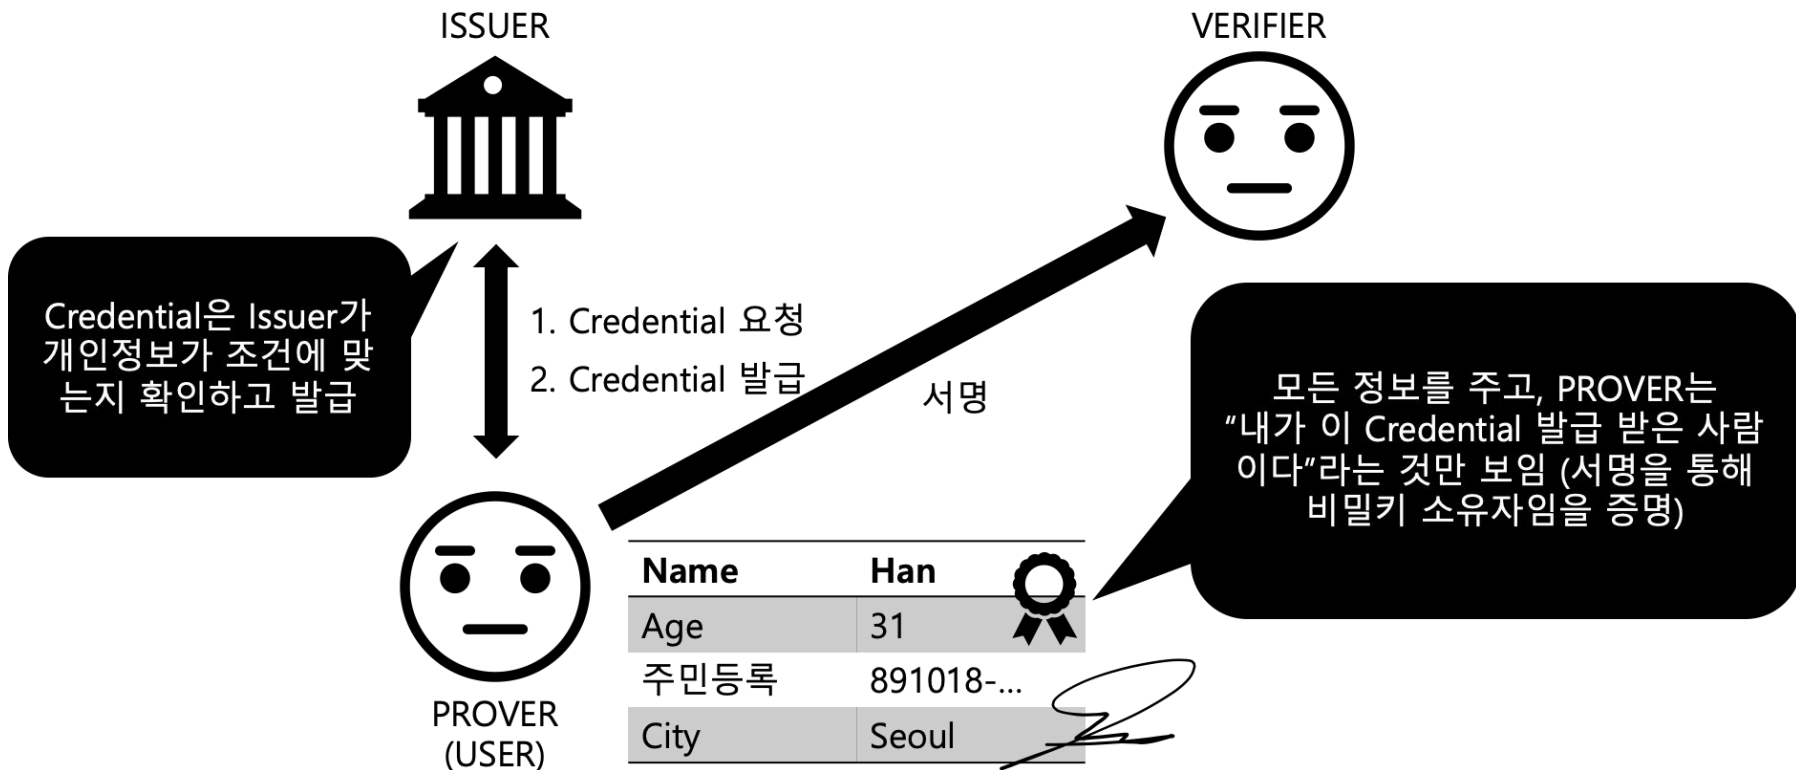 ISSUER
VERIFIER
Credential은 Issuer가
개인정보가 조건에 맞
는지 확인하고 발급
1. Credential 요청
2. Credential 발급
서명
모든 정보를 주고, PROVER는
“내가 이 Credential 발급 받은 사람
이다”라는 것만 보임 (서명을 통해
비밀키 소유자임을 증명)
Name Han
Age 31
주민등록 891018-...
City Seoul
PROVER
(USER)